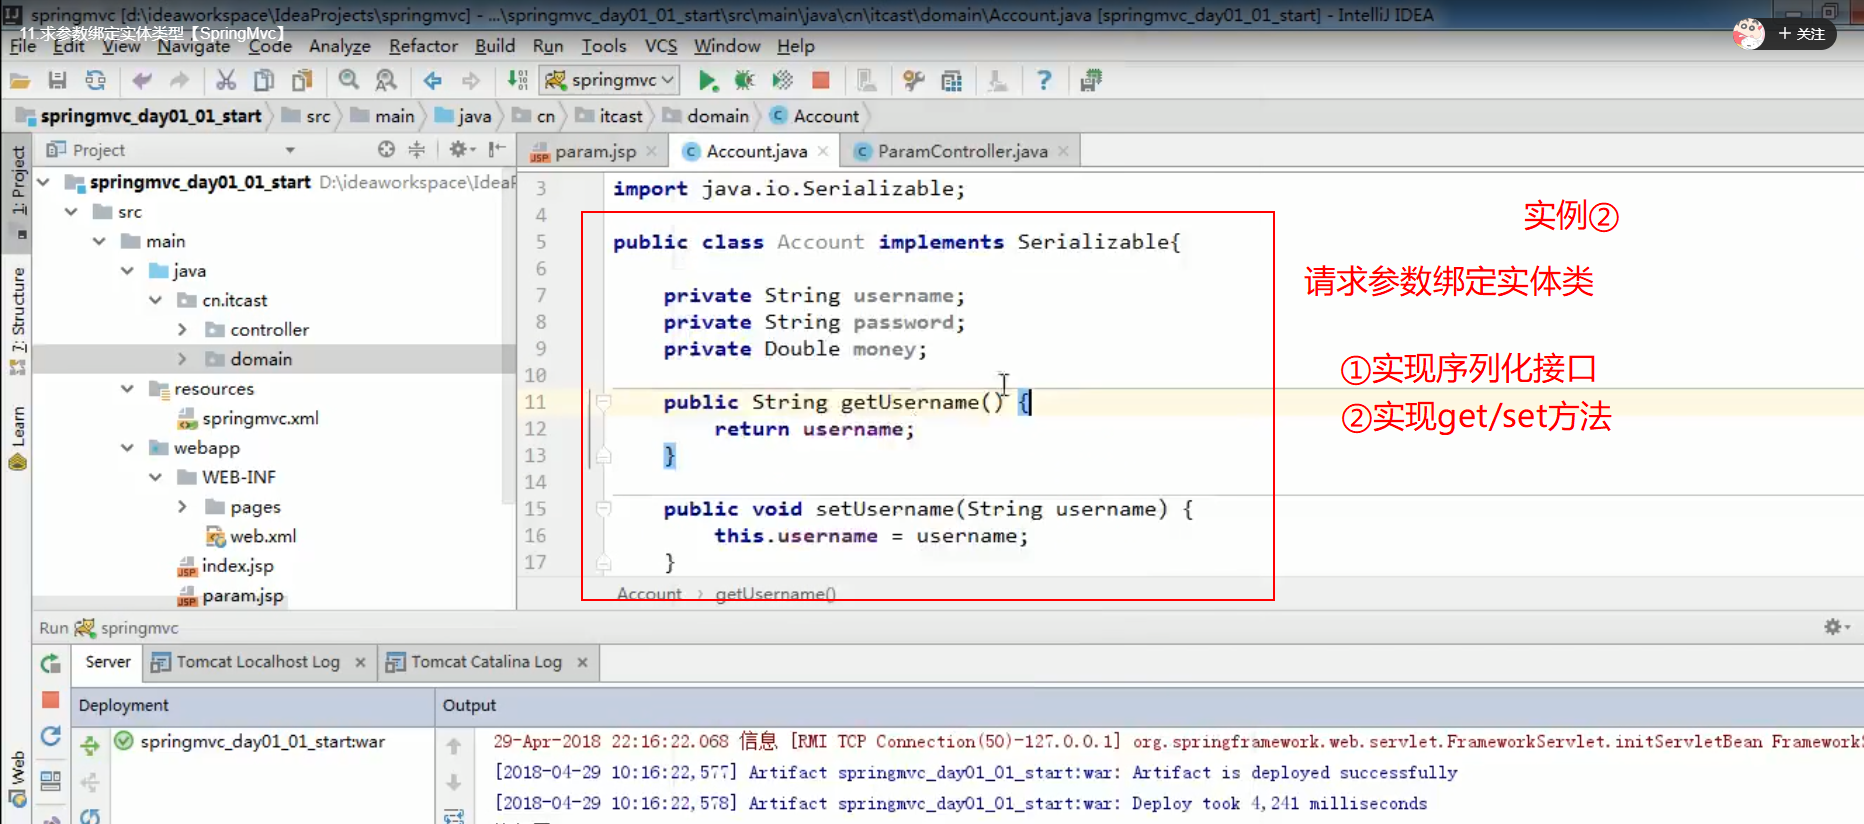 springmvc [d:\ideaworkspace\IdeaProjects\springmvc] - ...\springmvc_day01_01_start\src\main\java\cn\itcast\domain\Account.java [springmvc_day01_01_start] - IntelliJ IDEA
11.求参数绑定实体类型【SpringMvc】
+ 关注
File Edit View Navigate Code Analyze Refactor Build Run Tools VCS Window Help
springmvc
springmvc_day01_01_start src main java cn itcast domain Account
Project
param.jsp Account.java ParamController.java
1: Project
7: Structure
Learn
Web
springmvc_day01_01_start D:\ideaworkspace\IdeaP
src
main
java
cn.itcast
controller
domain
resources
springmvc.xml
webapp
WEB-INF
pages
web.xml
index.jsp
param.jsp
3 import java.io.Serializable;
4
5 public class Account implements Serializable{
6
7 private String username;
8 private String password;
9 private Double money;
10
11 public String getUsername() {
12 return username;
13 }
14
15 public void setUsername(String username) {
16 this.username = username;
17 }
Account › getUsername()
实例②
请求参数绑定实体类
①实现序列化接口
②实现get/set方法
Run springmvc
Server Tomcat Localhost Log Tomcat Catalina Log
Deployment Output
springmvc_day01_01_start:war
29-Apr-2018 22:16:22.068 信息 [RMI TCP Connection(50)-127.0.0.1] org.springframework.web.servlet.FrameworkServlet.initServletBean FrameworkS
[2018-04-29 10:16:22,577] Artifact springmvc_day01_01_start:war: Artifact is deployed successfully
[2018-04-29 10:16:22,578] Artifact springmvc_day01_01_start:war: Deploy took 4,241 milliseconds